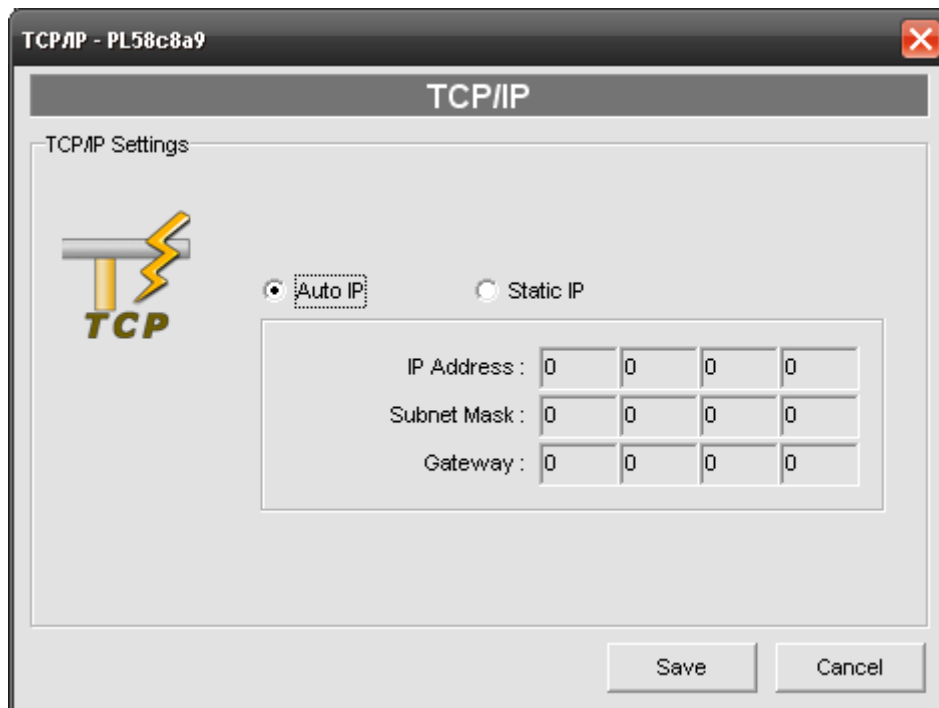 TCP/IP - PL58c8a9
TCP/IP
TCP/IP Settings
TCP
Auto IP Static IP
IP Address : 0 0 0 0
Subnet Mask : 0 0 0 0
Gateway : 0 0 0 0
Save Cancel